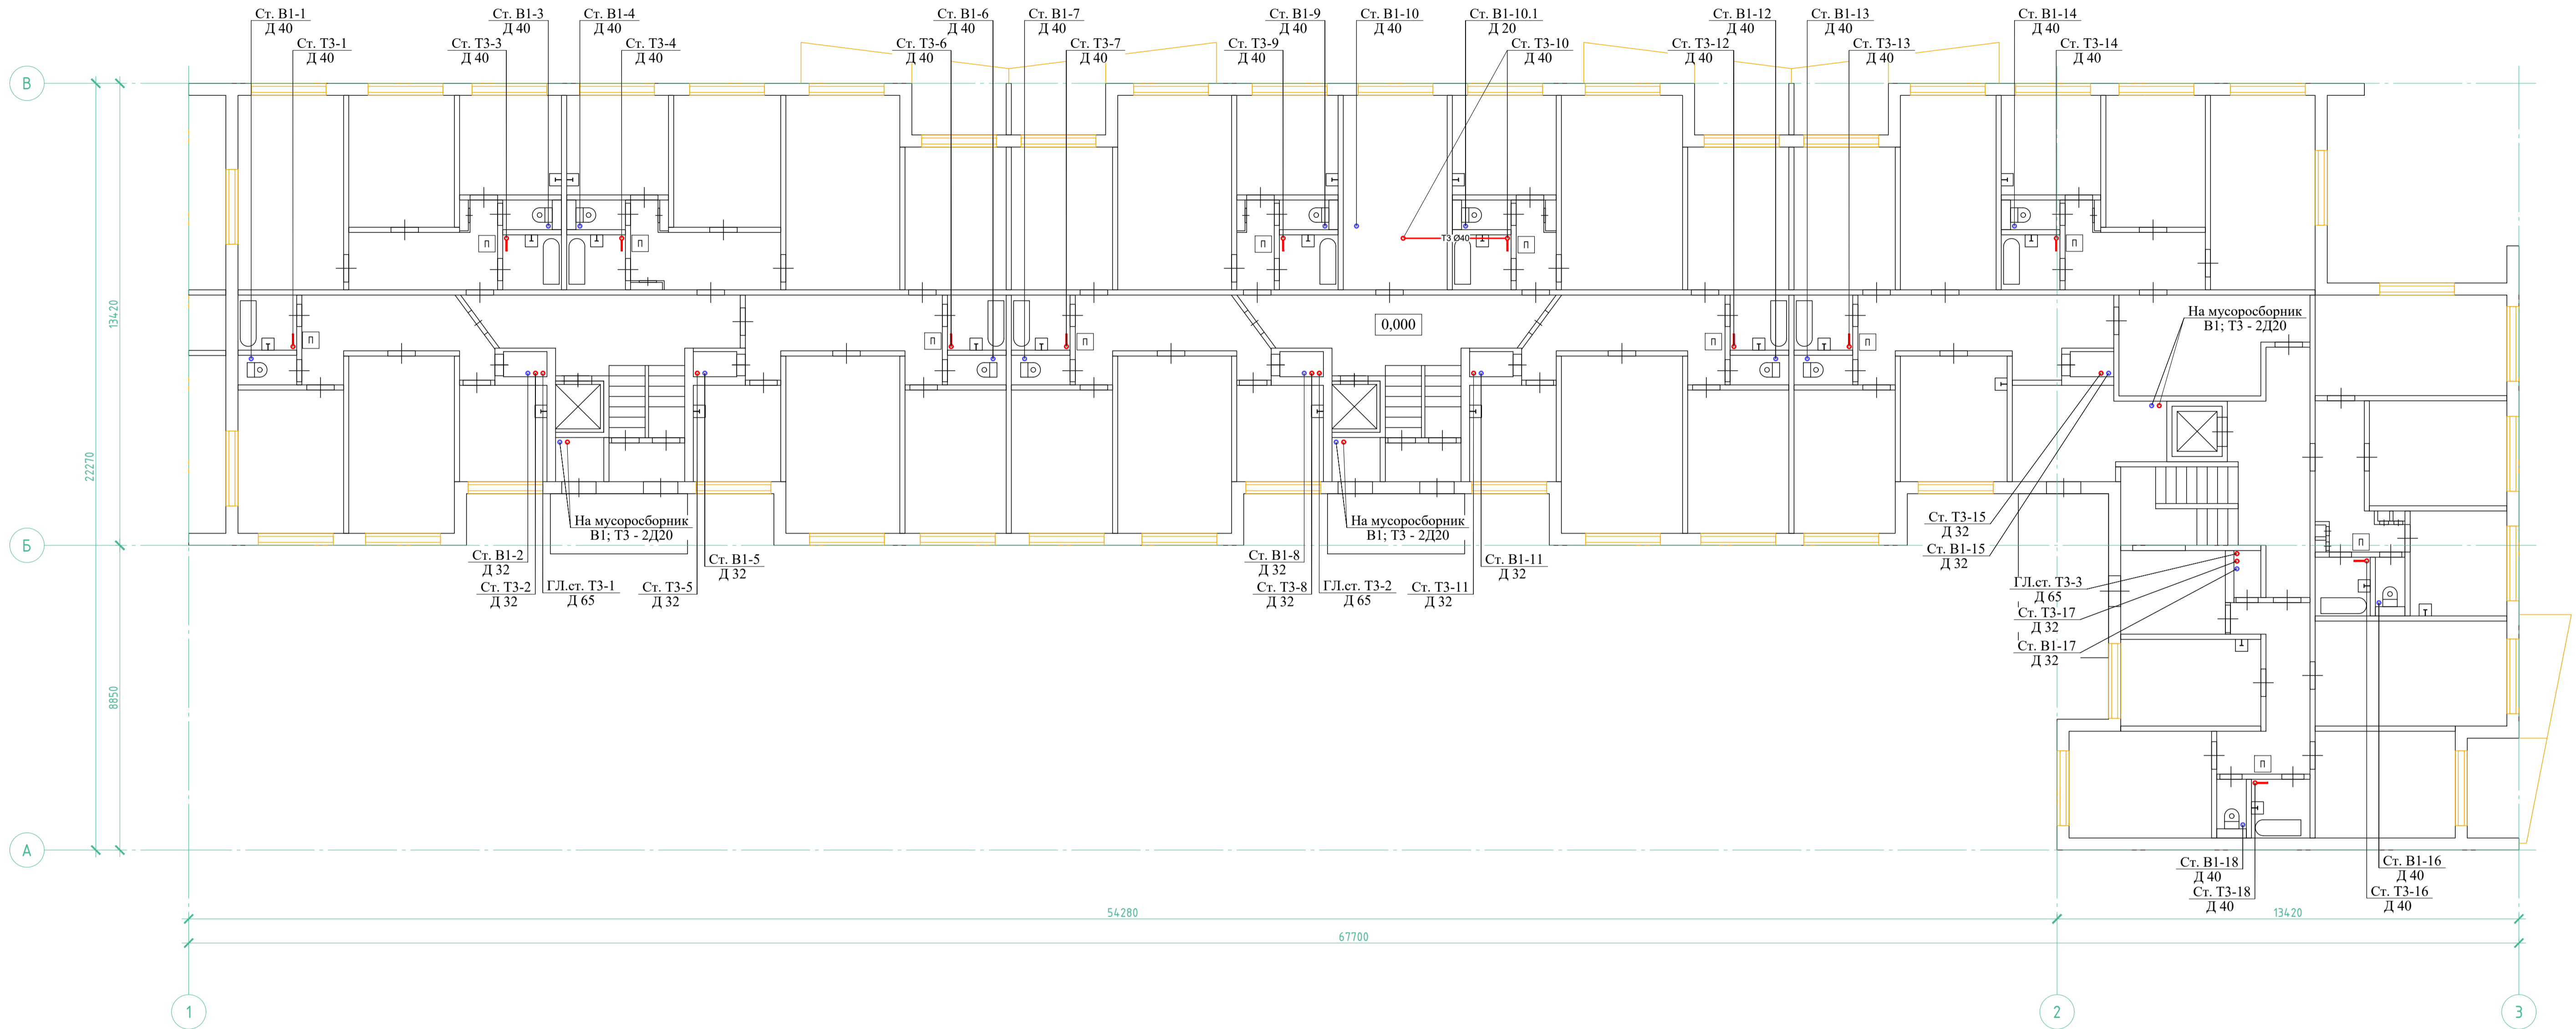 Ст. В1-1
Д 40
Ст. Т3-1
Д 40
Ст. В1-3
Д 40
Ст. Т3-3
Д 40
Ст. В1-4
Д 40
Ст. Т3-4
Д 40
Ст. В1-6
Д 40
Ст. Т3-6
Д 40
Ст. В1-7
Д 40
Ст. Т3-7
Д 40
Ст. В1-9
Д 40
Ст. Т3-9
Д 40
Ст. В1-10
Д 40
Ст. В1-10.1
Д 20
Ст. Т3-10
Д 40
Ст. В1-12
Д 40
Ст. Т3-12
Д 40
Ст. В1-13
Д 40
Ст. Т3-13
Д 40
Ст. В1-14
Д 40
Ст. Т3-14
Д 40
В
П
П
П
Т3 Ø40
П
П
13420
22270
П
П
П
0,000
П
П
На мусоросборник
В1; Т3 - 2Д20
На мусоросборник
В1; Т3 - 2Д20
На мусоросборник
В1; Т3 - 2Д20
Б
Ст. В1-2
Д 32
Ст. Т3-2
Д 32
ГЛ.ст. Т3-1
Д 65
Ст. В1-5
Д 32
Ст. Т3-5
Д 32
Ст. В1-8
Д 32
Ст. Т3-8
Д 32
ГЛ.ст. Т3-2
Д 65
Ст. В1-11
Д 32
Ст. Т3-11
Д 32
Ст. Т3-15
Д 32
Ст. В1-15
Д 32
П
ГЛ.ст. Т3-3
Д 65
Ст. Т3-17
Д 32
Ст. В1-17
Д 32
8850
П
А
Ст. В1-18
Д 40
Ст. Т3-18
Д 40
Ст. В1-16
Д 40
Ст. Т3-16
Д 40
54280
13420
67700
1
2
3